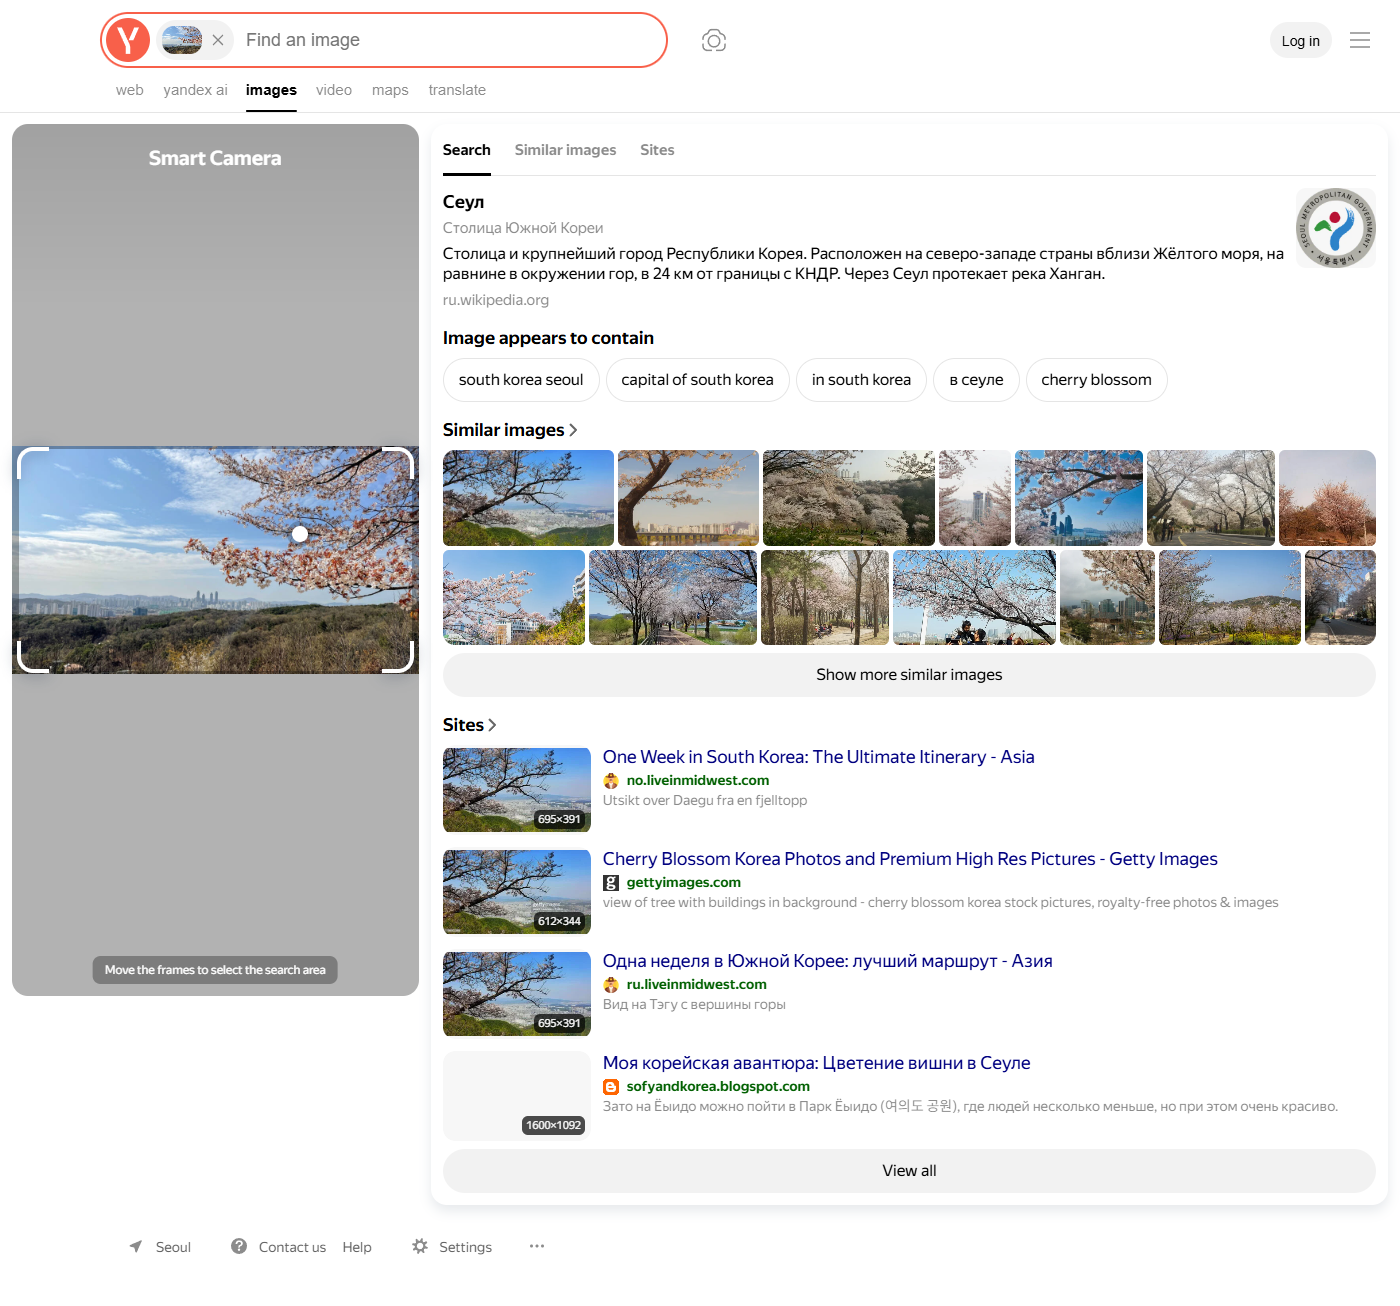 Y
Find an image
Log in
web yandex ai images video maps translate
Smart Camera
Move the frames to select the search area
Search Similar images Sites
Сеул
Столица Южной Кореи
Столица и крупнейший город Республики Корея. Расположен на северо-западе страны вблизи Жёлтого моря, на
равнине в окружении гор, в 24 км от границы с КНДР. Через Сеул протекает река Ханган.
ru.wikipedia.org
SEOUL METROPOLITAN GOVERNMENT
서울특별시
Image appears to contain
south korea seoul capital of south korea in south korea в сеуле cherry blossom
Similar images
Show more similar images
Sites
695×391
One Week in South Korea: The Ultimate Itinerary - Asia
no.liveinmidwest.com
Utsikt over Daegu fra en fjelltopp
612×344
Cherry Blossom Korea Photos and Premium High Res Pictures - Getty Images
gettyimages.com
view of tree with buildings in background - cherry blossom korea stock pictures, royalty-free photos & images
695×391
Одна неделя в Южной Корее: лучший маршрут - Азия
ru.liveinmidwest.com
Вид на Тэгу с вершины горы
1600×1092
Моя корейская авантюра: Цветение вишни в Сеуле
sofyandkorea.blogspot.com
Зато на Ёыидо можно пойти в Парк Ёыидо (여의도 공원), где людей несколько меньше, но при этом очень красиво.
View all
Seoul Contact us Help Settings